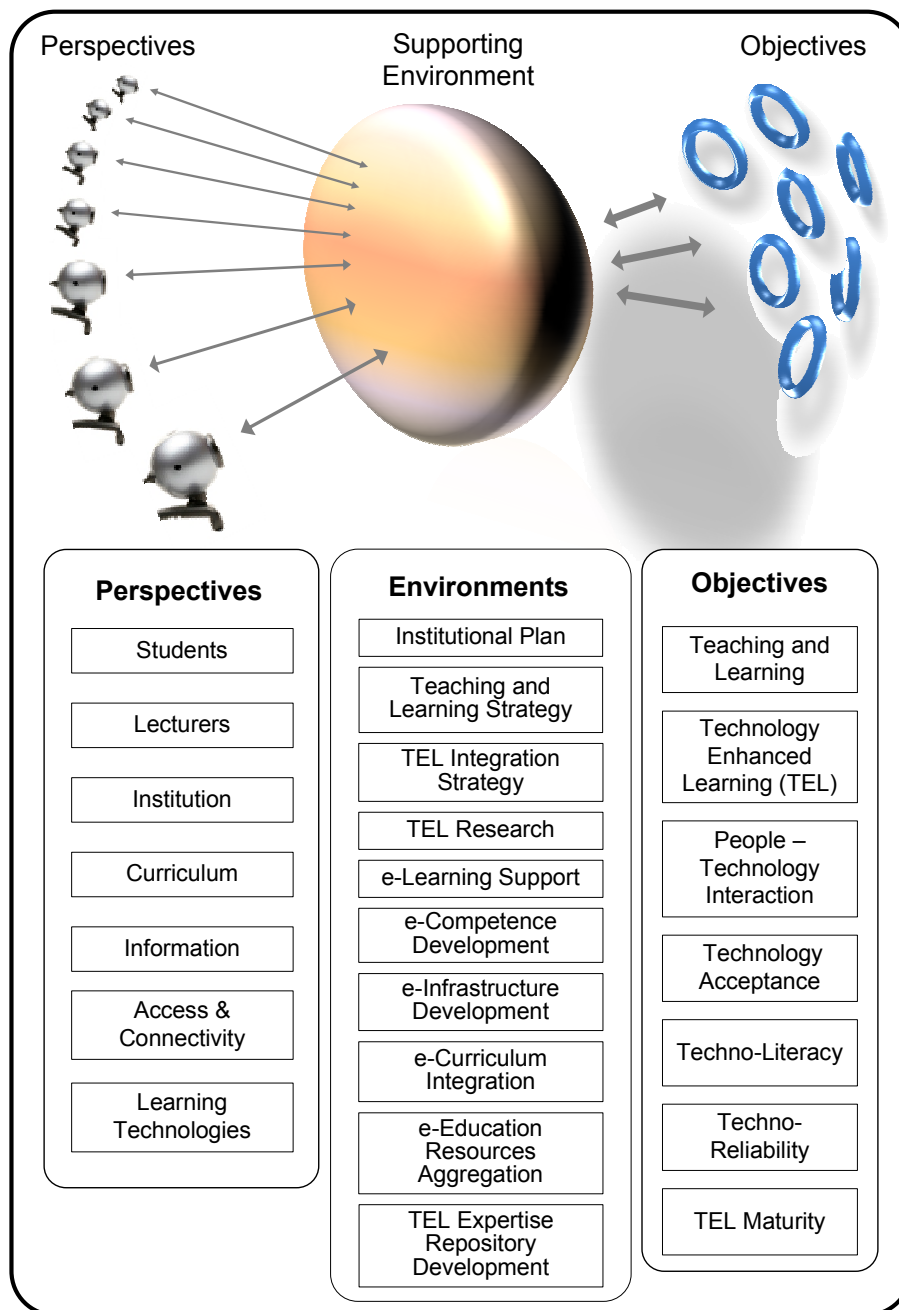 Perspectives
Supporting
Environment
Objectives
Perspectives
Students
Lecturers
Institution
Curriculum
Information
Access &
Connectivity
Learning
Technologies
Environments
Institutional Plan
Teaching and
Learning Strategy
TEL Integration
Strategy
TEL Research
e-Learning Support
e-Competence
Development
e-Infrastructure
Development
e-Curriculum
Integration
e-Education
Resources
Aggregation
TEL Expertise
Repository
Development
Objectives
Teaching and
Learning
Technology
Enhanced
Learning (TEL)
People –
Technology
Interaction
Technology
Acceptance
Techno-Literacy
Techno-
Reliability
TEL Maturity